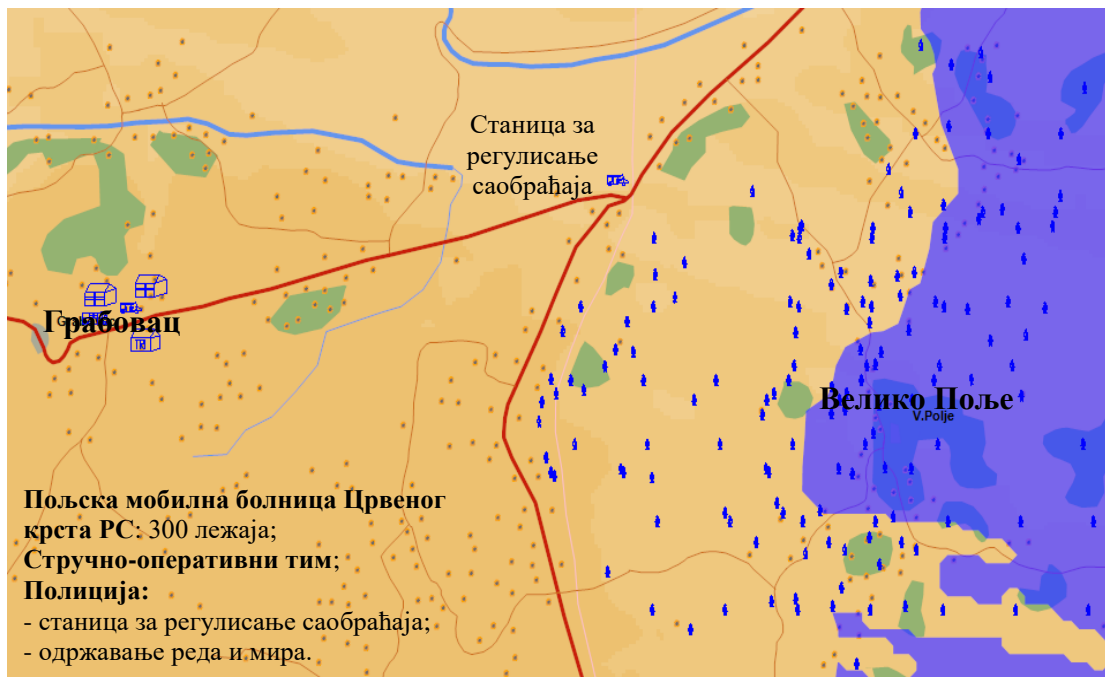 Станица за
регулисање
саобраћаја
Грабовац
Велико Поље
V.Polje
Пољска мобилна болница Црвеног
крста РС: 300 лежаја;
Стручно-оперативни тим;
Полиција:
- станица за регулисање саобраћаја;
- одржавање реда и мира.